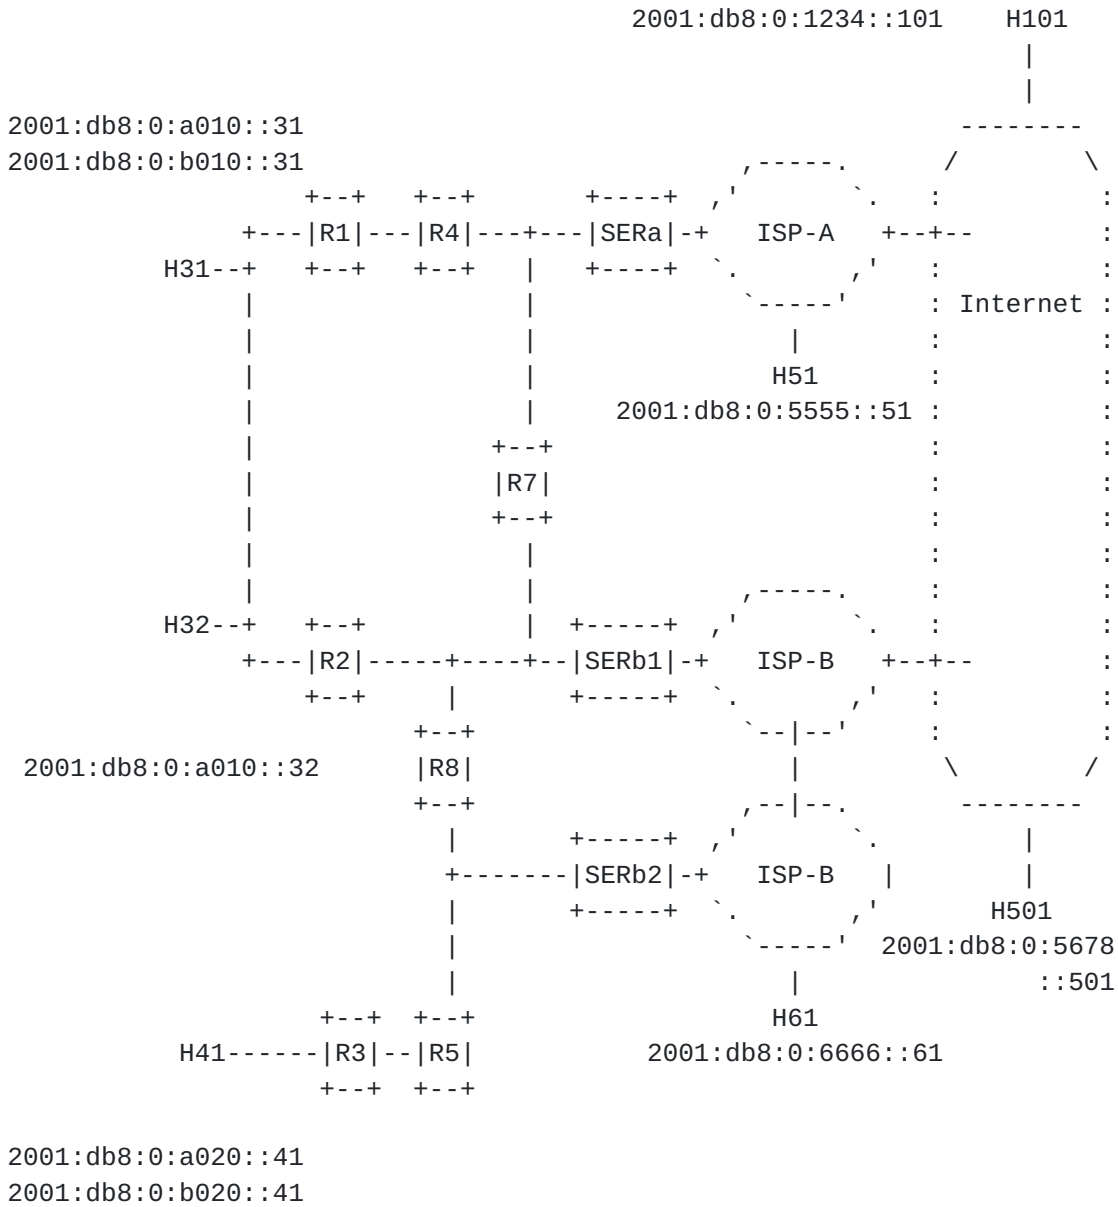 2001:db8:0:1234::101    H101
2001:db8:0:a010::31
2001:db8:0:b010::31
R1 R4 SERa ISP-A
H31
Internet
H51
2001:db8:0:5555::51
R7
H32
R2 SERb1 ISP-B
2001:db8:0:a010::32 R8
SERb2 ISP-B
H501
2001:db8:0:5678
::501
H61
H41 R3 R5 2001:db8:0:6666::61
2001:db8:0:a020::41
2001:db8:0:b020::41